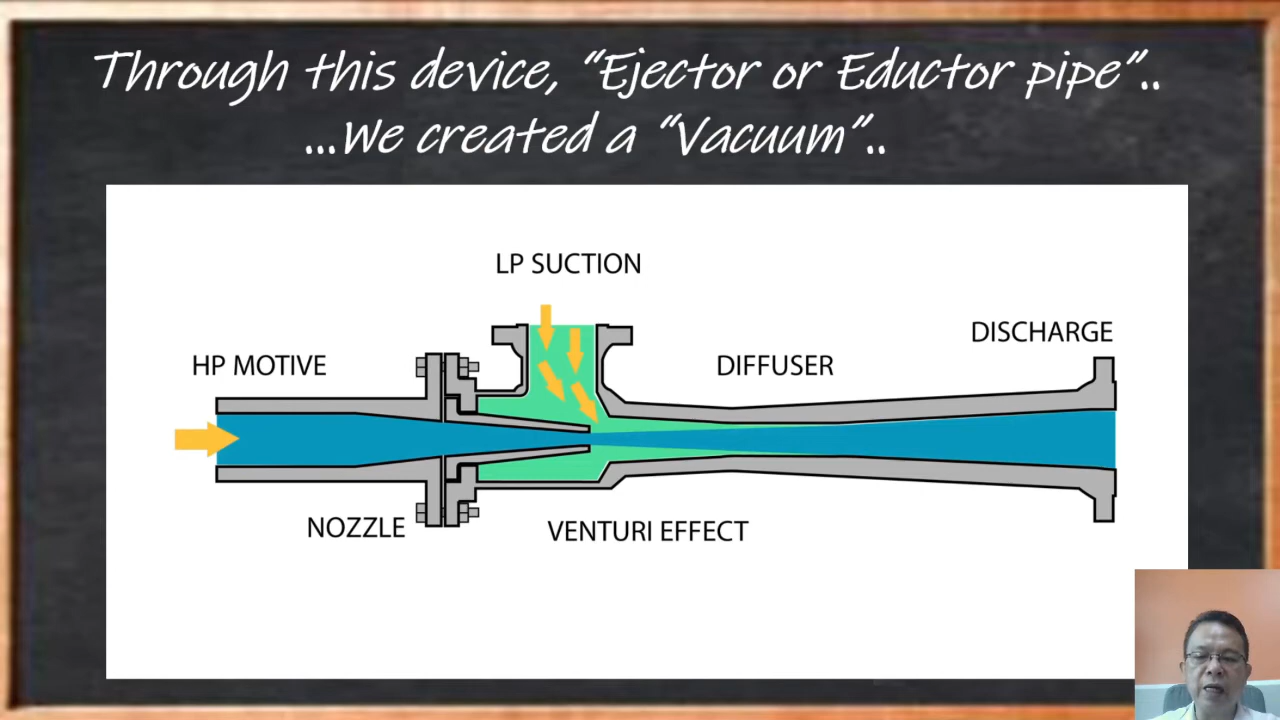 Through this device, “Ejector or Eductor pipe”..
...We created a “Vacuum”..
LP SUCTION
DISCHARGE
HP MOTIVE
DIFFUSER
NOZZLE
VENTURI EFFECT